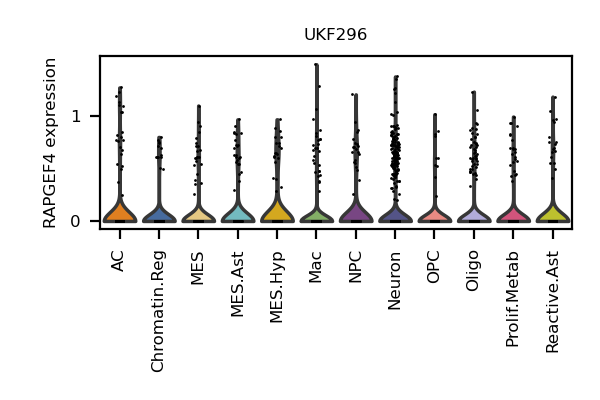 UKF296
RAPGEF4 expression
1
0
AC
Chromatin.Reg
MES
MES.Ast
MES.Hyp
Mac
NPC
Neuron
OPC
Oligo
Prolif.Metab
Reactive.Ast